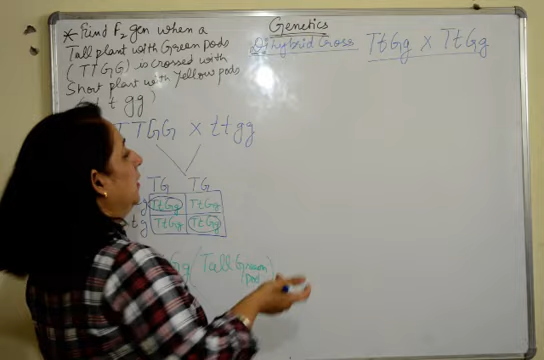 Genetics
* Find F2 gen when a
Tall plant with Green pods
(TTGG) is crossed with
Short plant with Yellow pods
t gg)
Dihybrid Cross
TtGg X TtGg
TTGG X ttgg
TG TG
g TtGg TtGg
tg TtGg TtGg
Gg (Tall Green
pod)